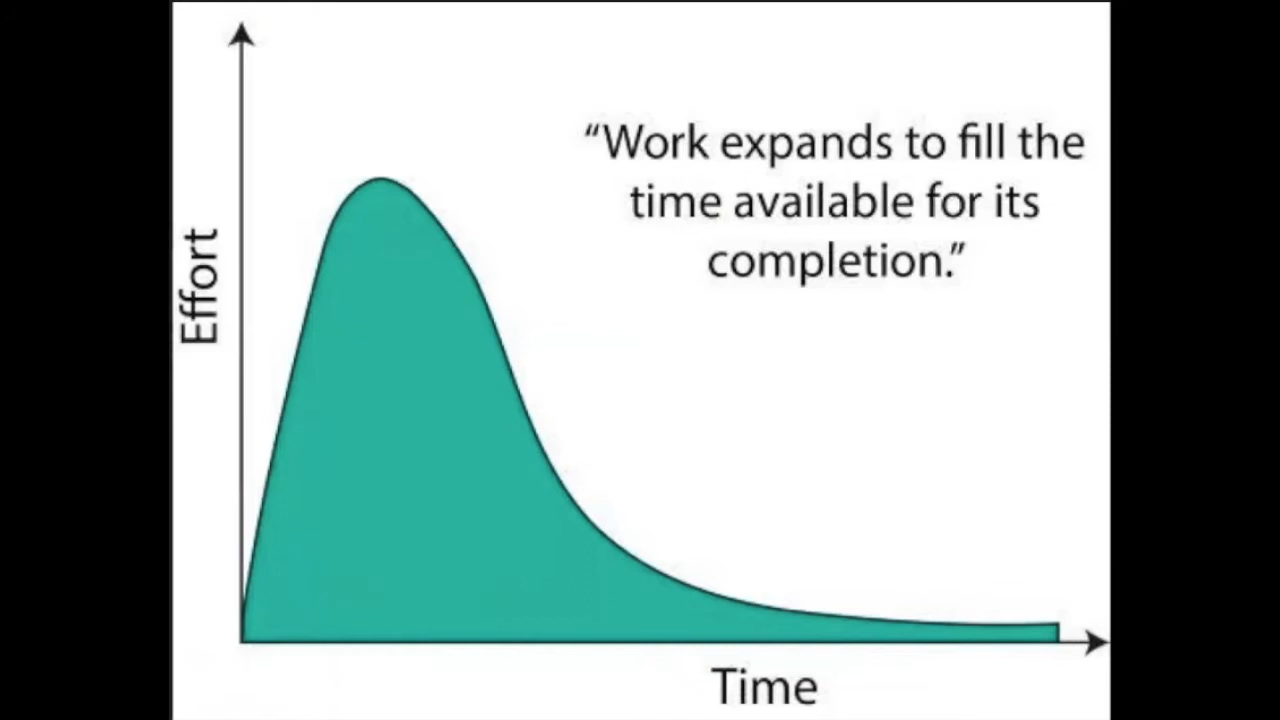 “Work expands to fill the
time available for its
completion.”
Effort
Time